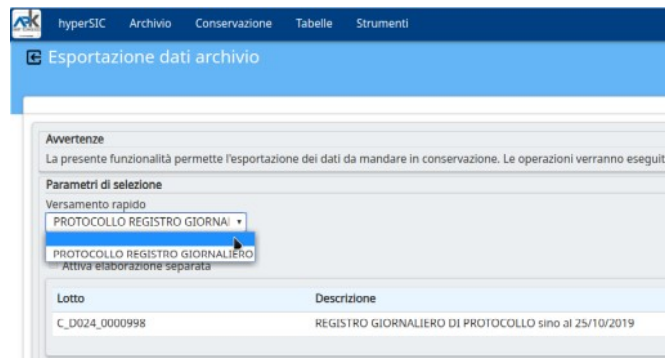 hyperSIC Archivio Conservazione Tabelle Strumenti
Esportazione dati archivio
Avvertenze
La presente funzionalità permette l'esportazione dei dati da mandare in conservazione. Le operazioni verranno eseguit
Parametri di selezione
Versamento rapido
PROTOCOLLO REGISTRO GIORNAL
PROTOCOLLO REGISTRO GIORNALIERO
Attiva elaborazione separata
Lotto Descrizione
C_D024_0000998 REGISTRO GIORNALIERO DI PROTOCOLLO sino al 25/10/2019